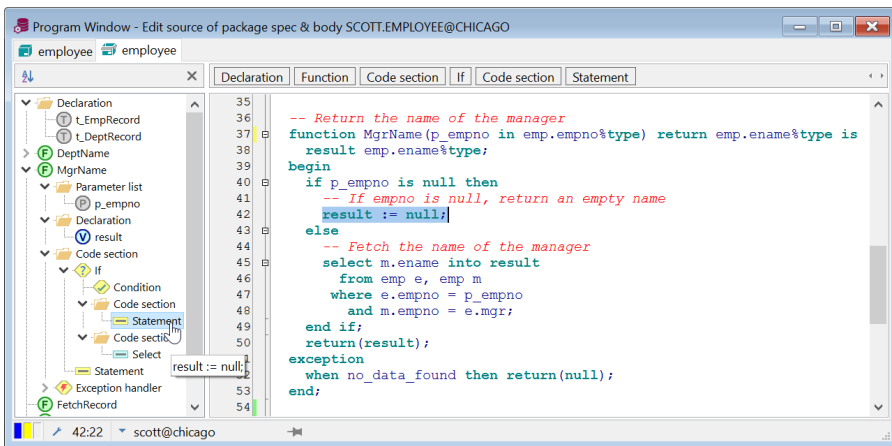 Program Window - Edit source of package spec & body SCOTT.EMPLOYEE@CHICAGO
employee employee
Declaration Function Code section If Code section Statement
Declaration
t_EmpRecord
t_DeptRecord
DeptName
MgrName
Parameter list
p_empno
Declaration
result
Code section
If
Condition
Code section
Statement
Code section
Select
Statement
Exception handler
FetchRecord
result := null;
35
36 -- Return the name of the manager
37 function MgrName(p_empno in emp.empno%type) return emp.ename%type is
38 result emp.ename%type;
39 begin
40 if p_empno is null then
41 -- If empno is null, return an empty name
42 result := null;
43 else
44 -- Fetch the name of the manager
45 select m.ename into result
46 from emp e, emp m
47 where e.empno = p_empno
48 and m.empno = e.mgr;
49 end if;
50 return(result);
exception
when no_data_found then return(null);
53 end;
54
42:22 scott@chicago